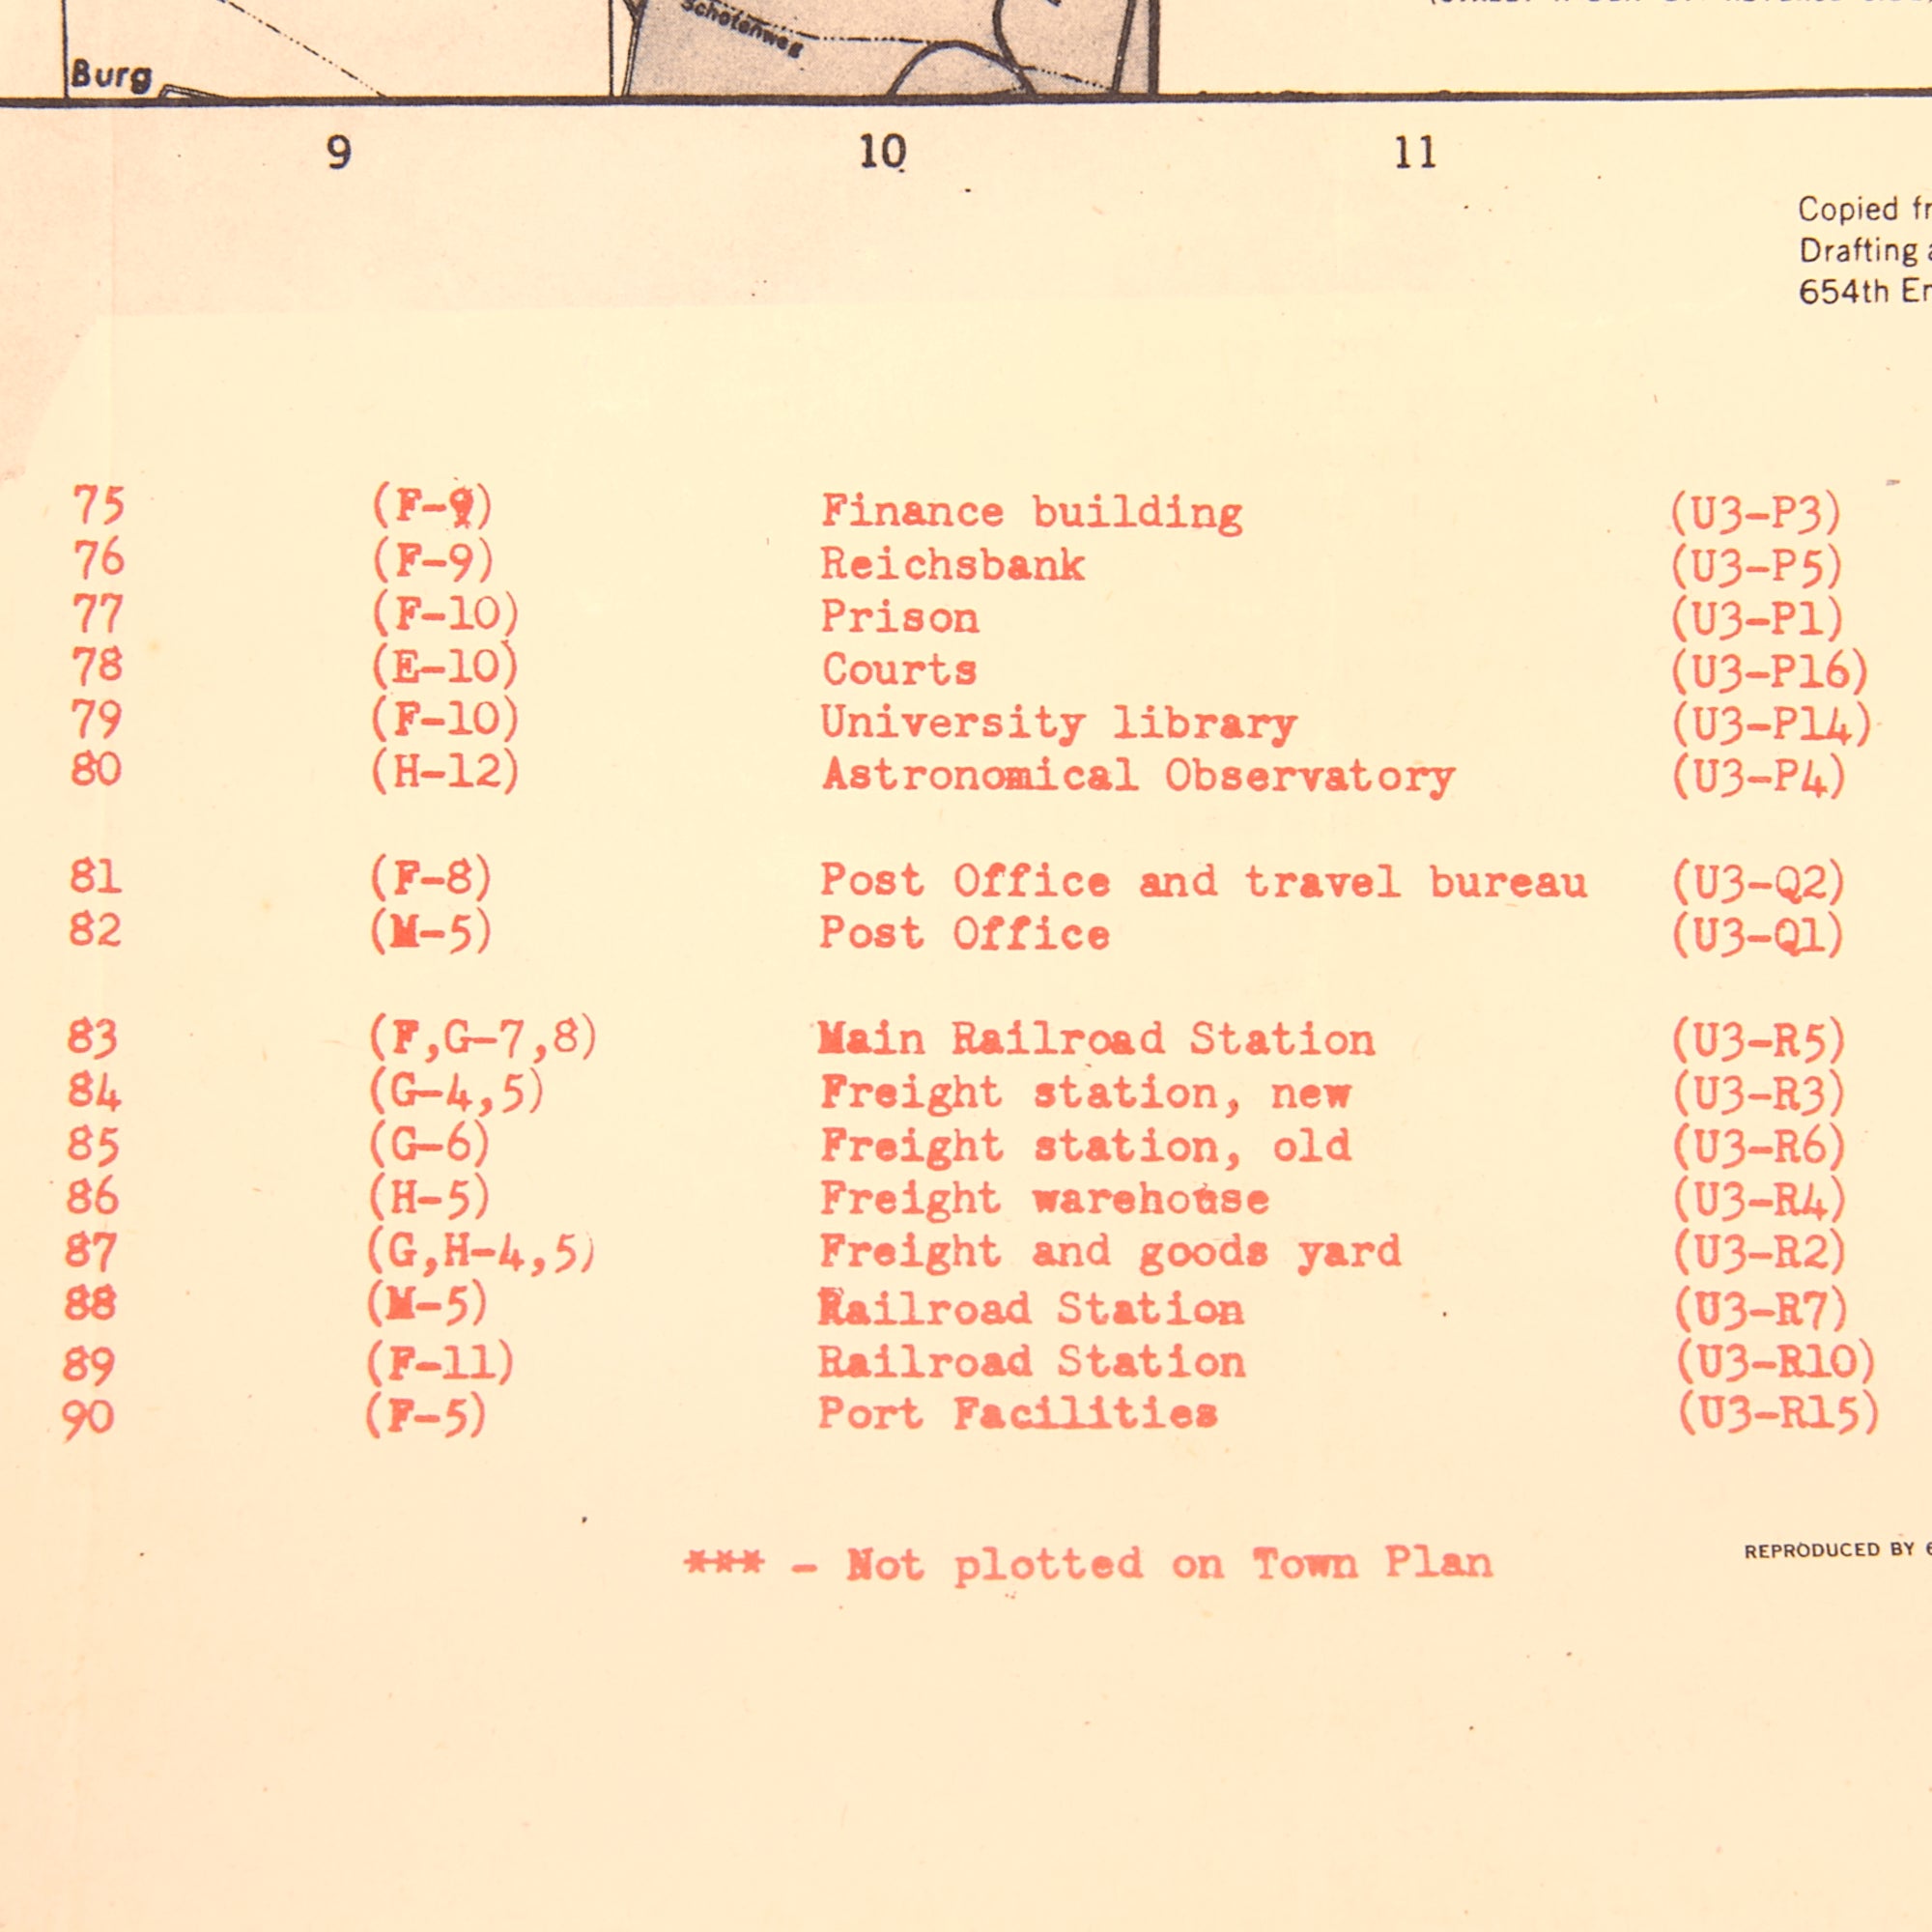 Schotenweg
Burg
9 10 11
Copied
Drafting
654th
75 (F-9) Finance building (U3-P3)
76 (F-9) Reichsbank (U3-P5)
77 (F-10) Prison (U3-P1)
78 (E-10) Courts (U3-P16)
79 (F-10) University library (U3-P14)
80 (H-12) Astronomical Observatory (U3-P4)
81 (F-8) Post Office and travel bureau (U3-Q2)
82 (M-5) Post Office (U3-Q1)
83 (F,G-7,8) Main Railroad Station (U3-R5)
84 (G-4,5) Freight station, new (U3-R3)
85 (G-6) Freight station, old (U3-R6)
86 (H-5) Freight warehouse (U3-R4)
87 (G,H-4,5) Freight and goods yard (U3-R2)
88 (M-5) Railroad Station (U3-R7)
89 (F-11) Railroad Station (U3-R10)
90 (F-5) Port Facilities (U3-R15)
*** - Not plotted on Town Plan
REPRODUCED BY